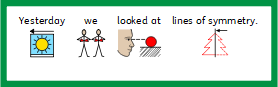 Yesterday we looked at lines of symmetry.